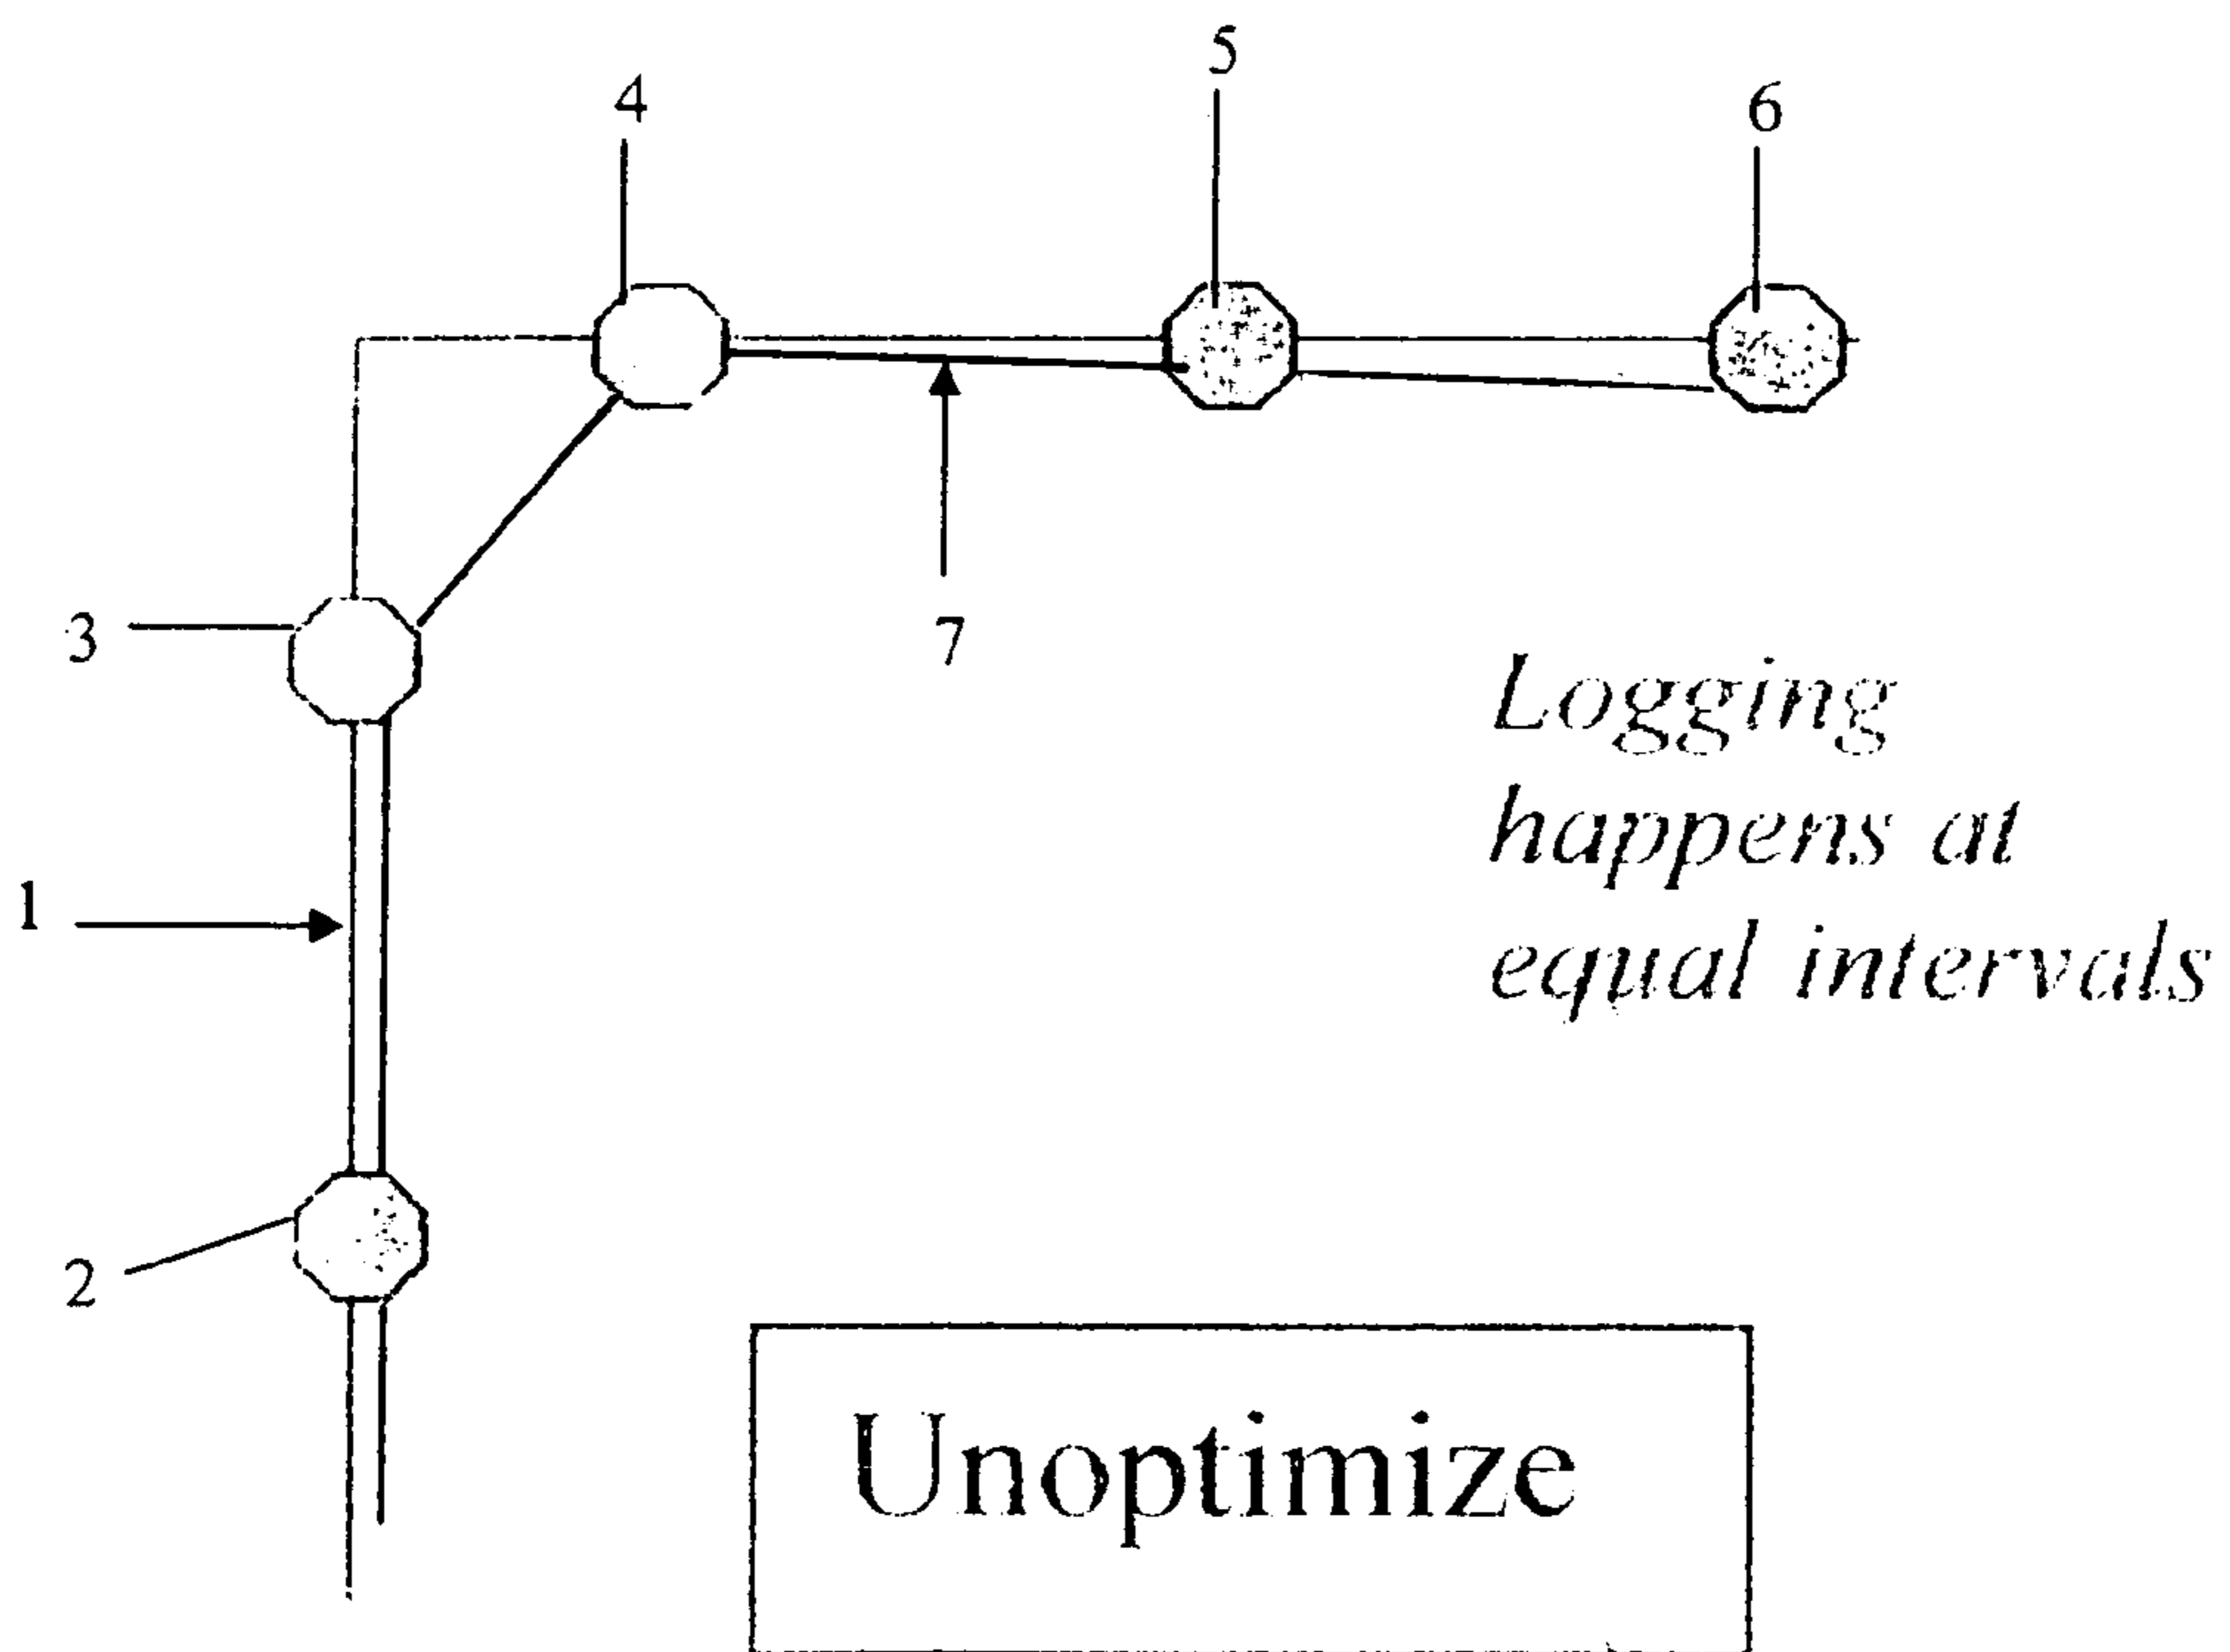 5
4
6
3
7
Logging
happens at
equal intervals
1
2
Unoptimize